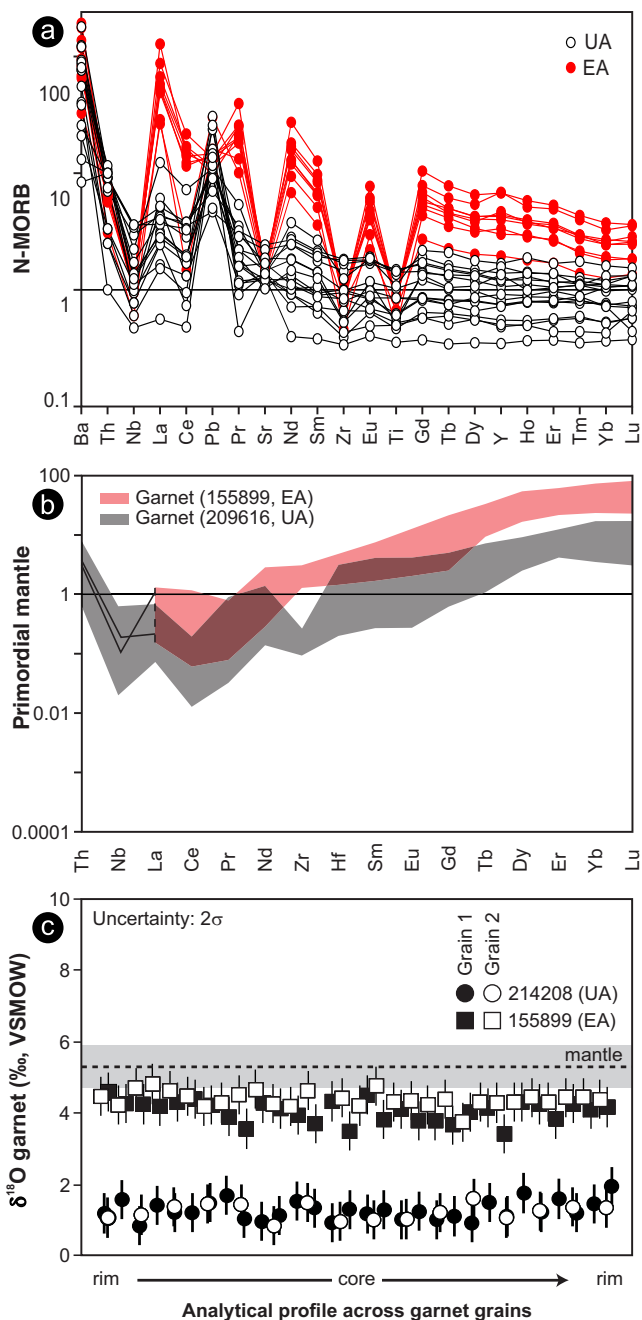 a
UA
EA
100
10
1
0.1
N-MORB
Ba Th Nb La Ce Pb Pr Sr Nd Sm Zr Eu Ti Gd Tb Dy Y Ho Er Tm Yb Lu
b
Garnet (155899, EA)
Garnet (209616, UA)
100
1
0.01
0.0001
Primordial mantle
Th Nb La Ce Pr Nd Zr Hf Sm Eu Gd Tb Dy Er Yb Lu
c
Uncertainty: 2σ
Grain 1
Grain 2
214208 (UA)
155899 (EA)
mantle
10
8
6
4
2
0
δ¹⁸O garnet (‰, VSMOW)
rim core rim
Analytical profile across garnet grains